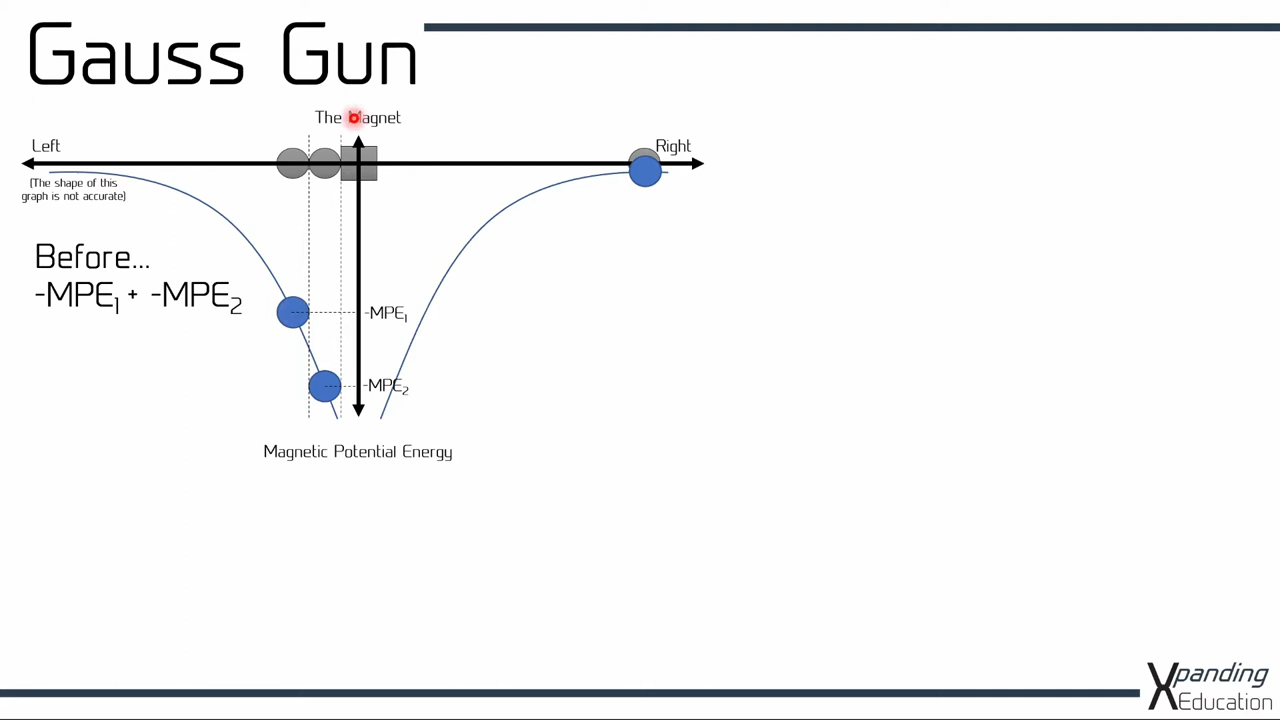 Gauss Gun
The Magnet
Left
Right
(The shape of this
graph is not accurate)
Before...
-MPE1 + -MPE2
-MPE1
-MPE2
Magnetic Potential Energy
Xpanding
Education